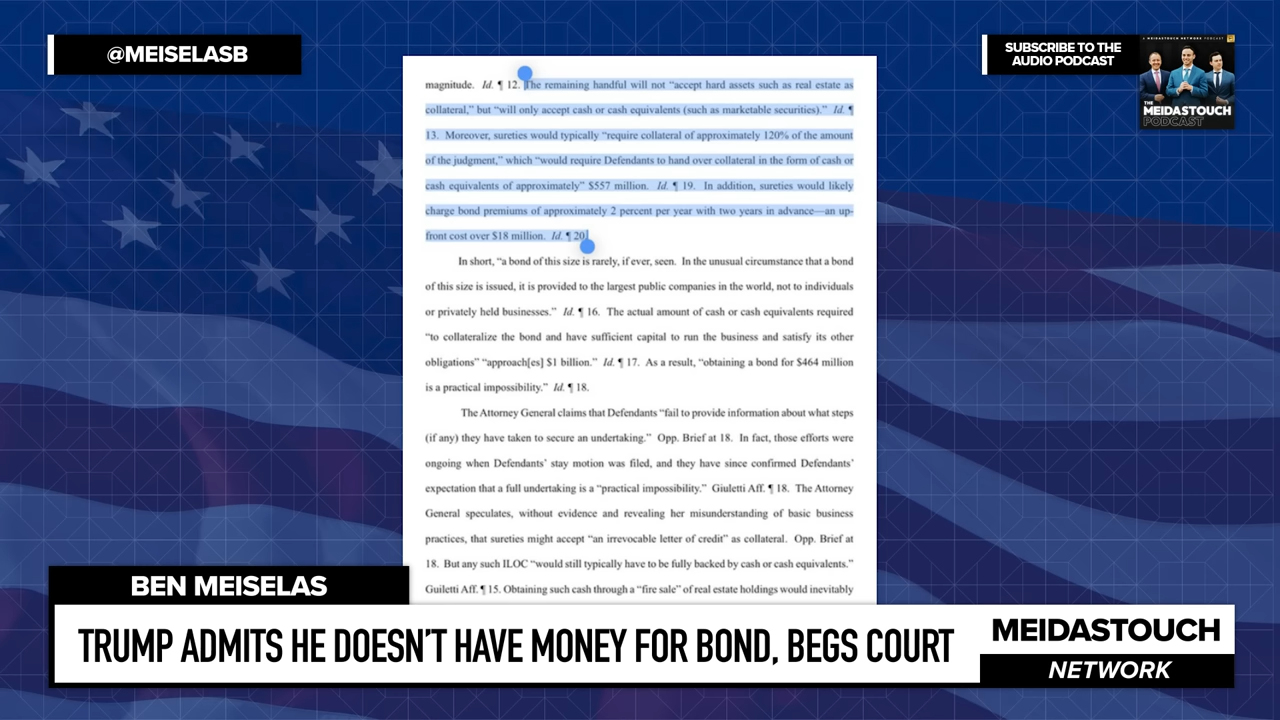 @MEISELASB
SUBSCRIBE TO THE
AUDIO PODCAST
THE
MEIDASTOUCH
PODCAST
magnitude. Id. ¶ 12. The remaining handful will not “accept hard assets such as real estate as
collateral,” but “will only accept cash or cash equivalents (such as marketable securities).” Id. ¶
13. Moreover, sureties would typically “require collateral of approximately 120% of the amount
of the judgment,” which “would require Defendants to hand over collateral in the form of cash or
cash equivalents of approximately” $557 million. Id. ¶ 19. In addition, sureties would likely
charge bond premiums of approximately 2 percent per year with two years in advance—an up-
front cost over $18 million. Id. ¶ 20.
In short, “a bond of this size is rarely, if ever, seen. In the unusual circumstance that a bond
of this size is issued, it is provided to the largest public companies in the world, not to individuals
or privately held businesses.” Id. ¶ 16. The actual amount of cash or cash equivalents required
“to collateralize the bond and have sufficient capital to run the business and satisfy its other
obligations” “approach[es] $1 billion.” Id. ¶ 17. As a result, “obtaining a bond for $464 million
is a practical impossibility.” Id. ¶ 18.
The Attorney General claims that Defendants “fail to provide information about what steps
(if any) they have taken to secure an undertaking.” Opp. Brief at 18. In fact, those efforts were
ongoing when Defendants’ stay motion was filed, and they have since confirmed Defendants’
expectation that a full undertaking is a “practical impossibility.” Giuletti Aff. ¶ 18. The Attorney
General speculates, without evidence and revealing her misunderstanding of basic business
practices, that sureties might accept “an irrevocable letter of credit” as collateral. Opp. Brief at
18. But any such ILOC “would still typically have to be fully backed by cash or cash equivalents.”
Guiletti Aff. ¶ 15. Obtaining such cash through a “fire sale” of real estate holdings would inevitably
BEN MEISELAS
TRUMP ADMITS HE DOESN’T HAVE MONEY FOR BOND, BEGS COURT
MEIDASTOUCH
NETWORK